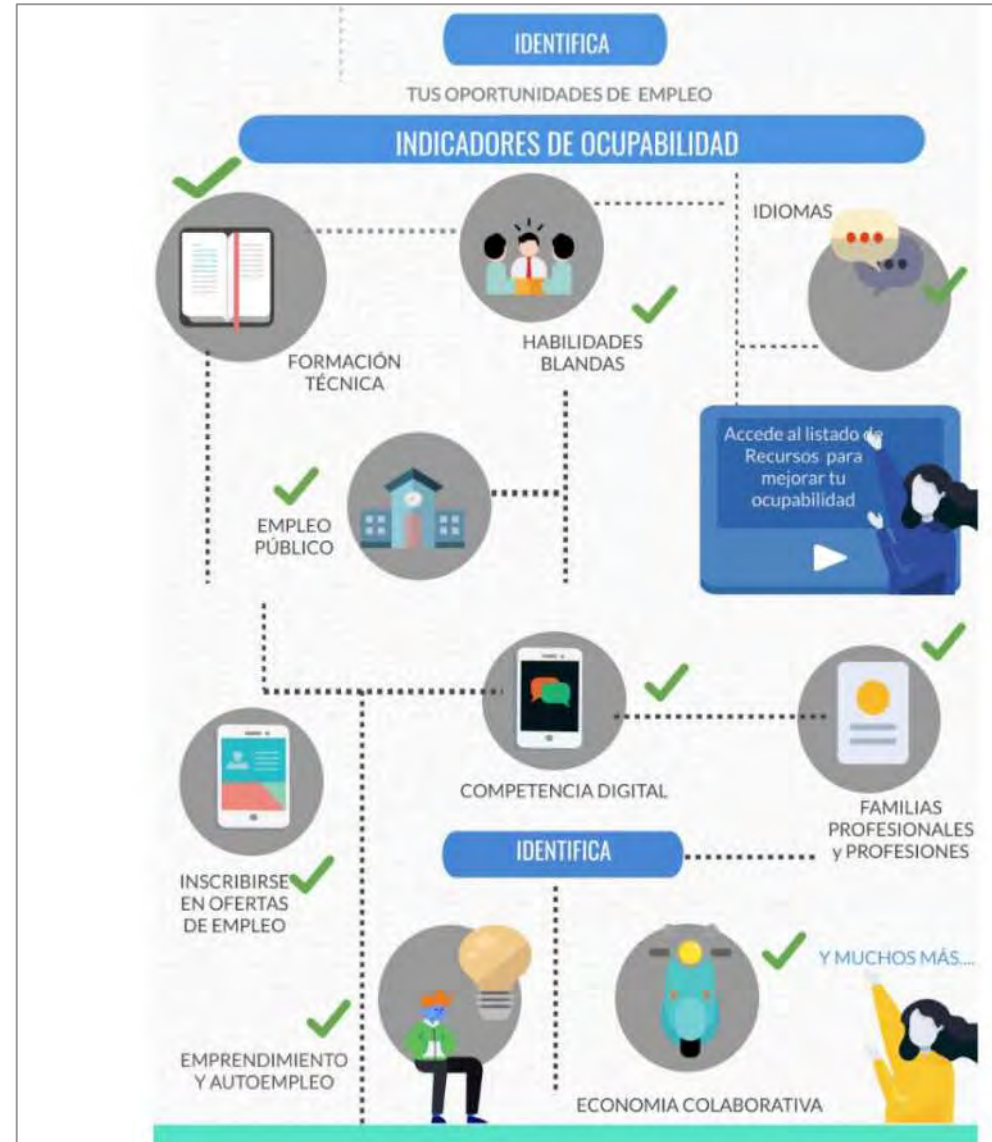 IDENTIFICA
TUS OPORTUNIDADES DE EMPLEO
INDICADORES DE OCUPABILIDAD
IDIOMAS
HABILIDADES
BLANDAS
FORMACIÓN
TÉCNICA
Accede al listado de
Recursos para
mejorar tu
ocupabilidad
EMPLEO
PÚBLICO
COMPETENCIA DIGITAL
FAMILIAS
PROFESIONALES
y PROFESIONES
IDENTIFICA
INSCRIBIRSE
EN OFERTAS
DE EMPLEO
Y MUCHOS MÁS....
EMPRENDIMIENTO
Y AUTOEMPLEO
ECONOMIA COLABORATIVA